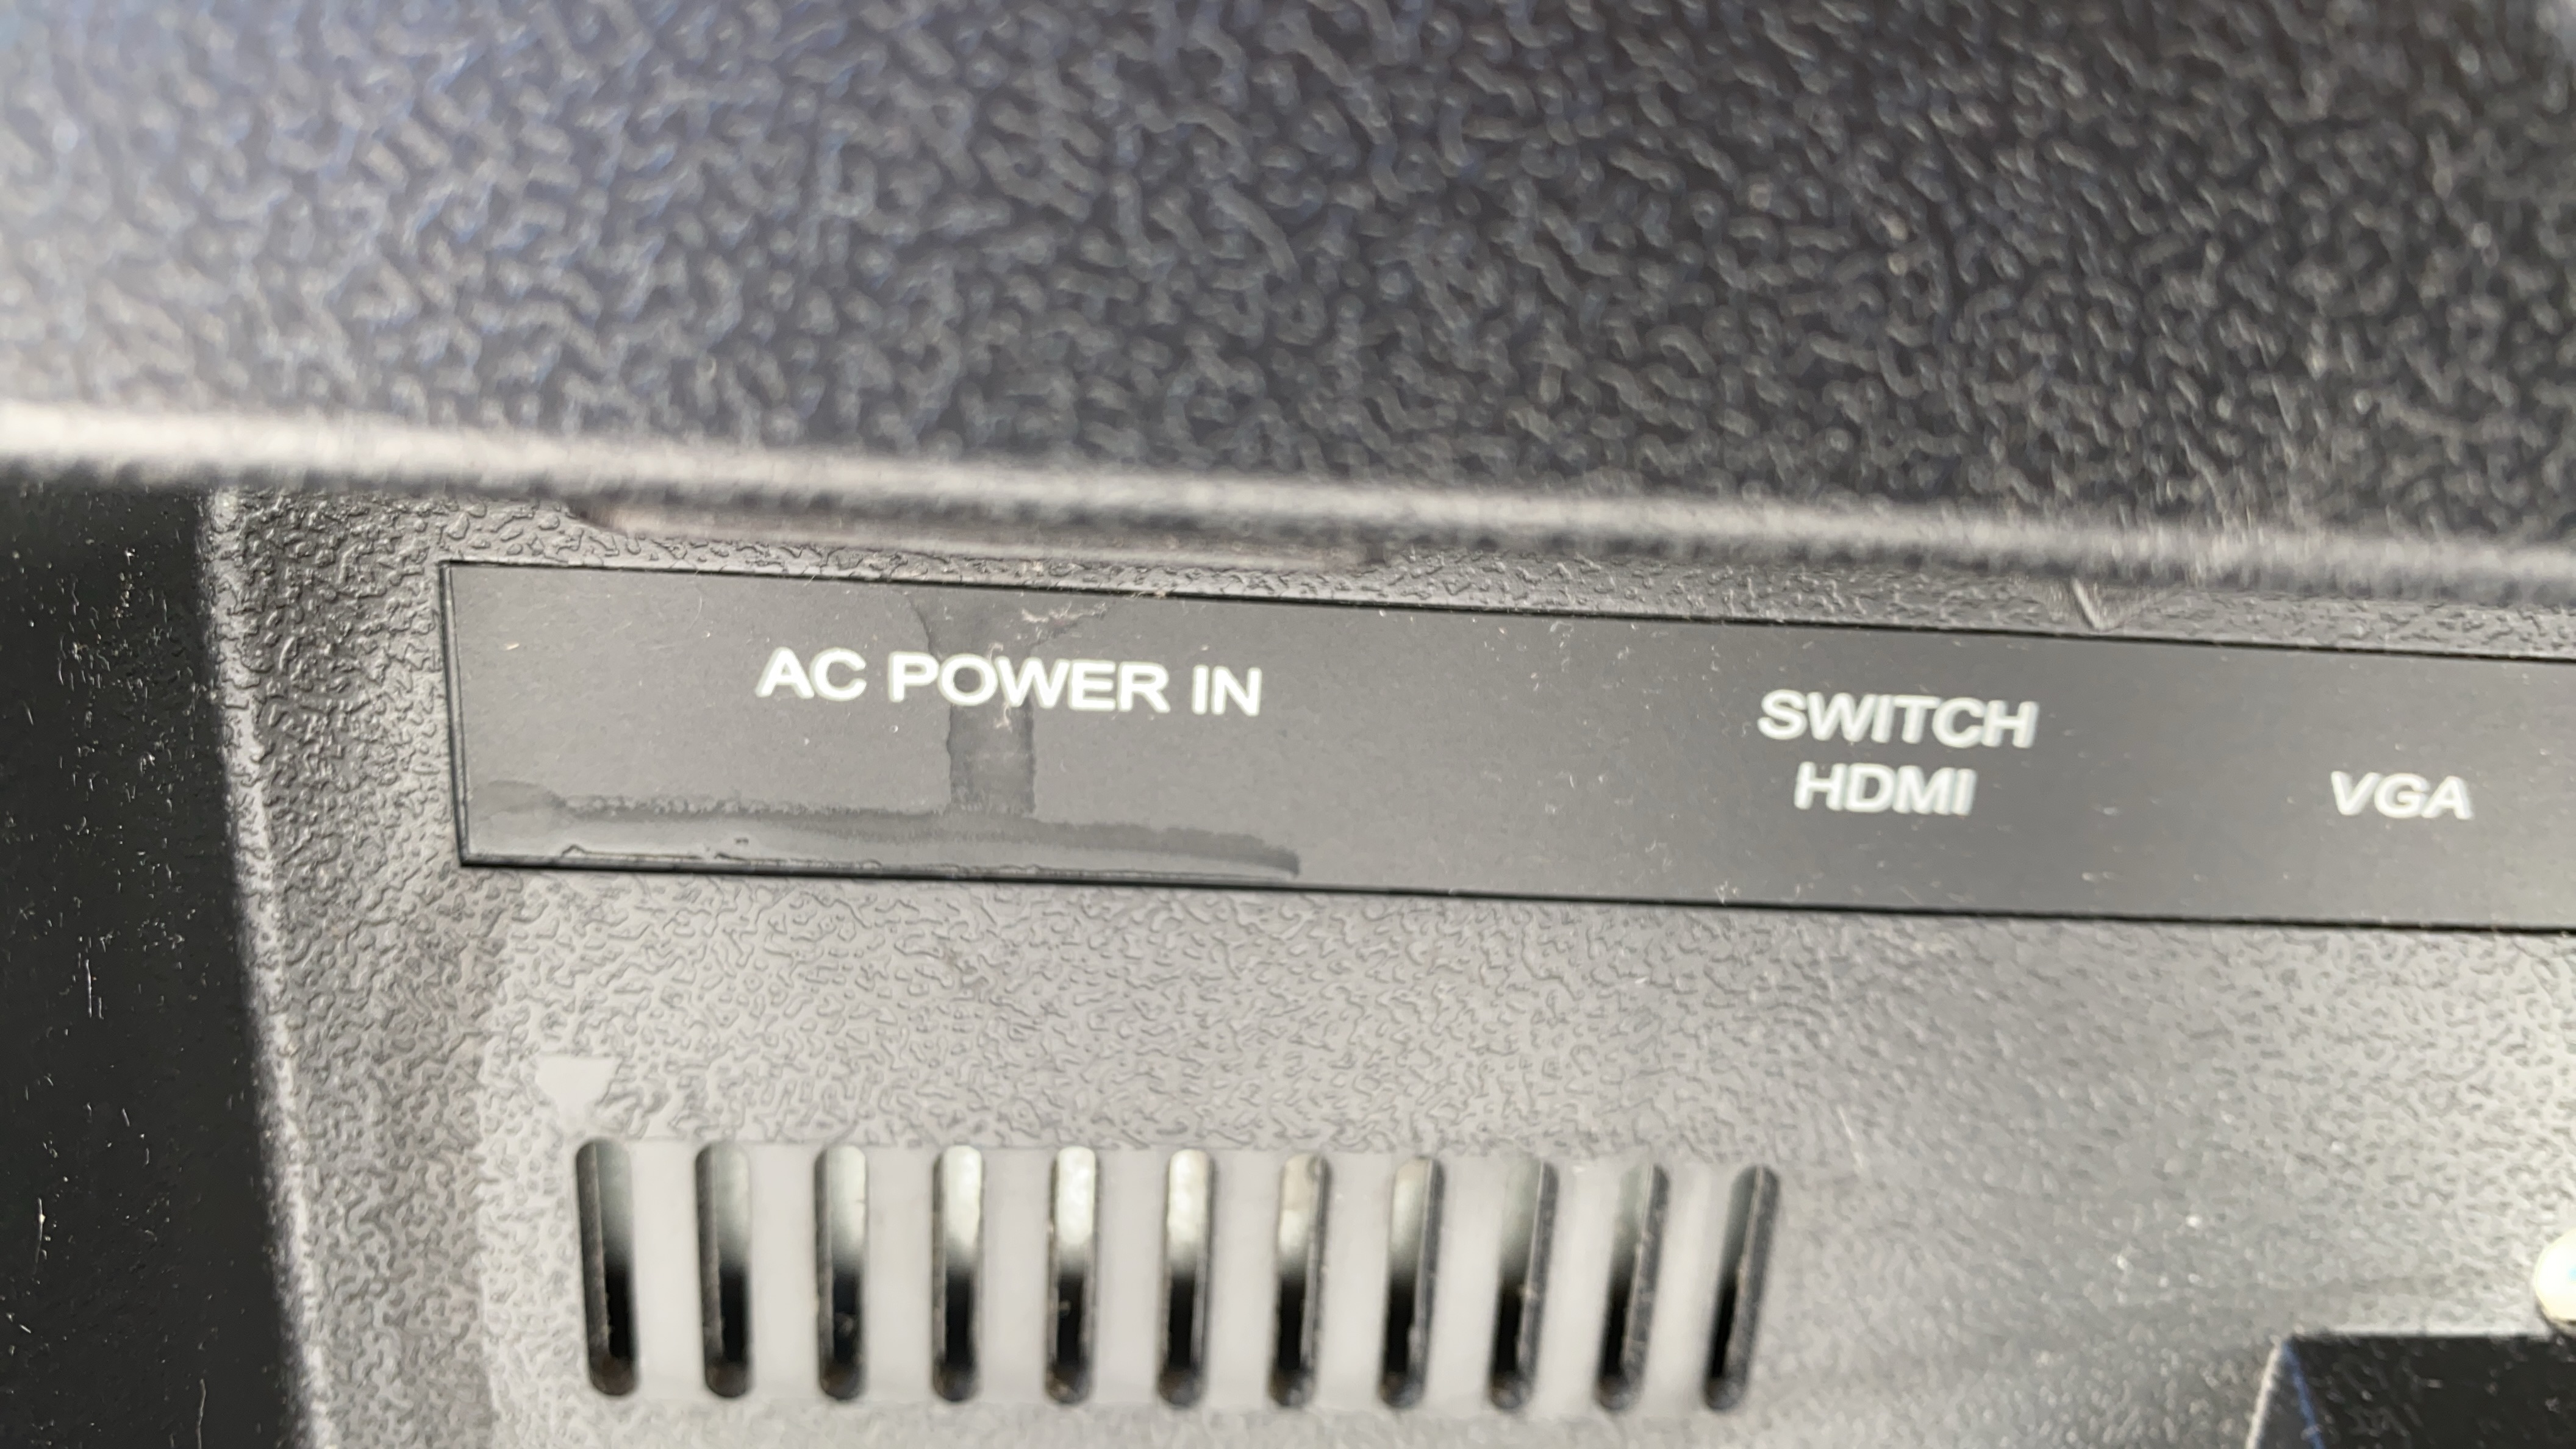 AC POWER IN
SWITCH
HDMI
VGA